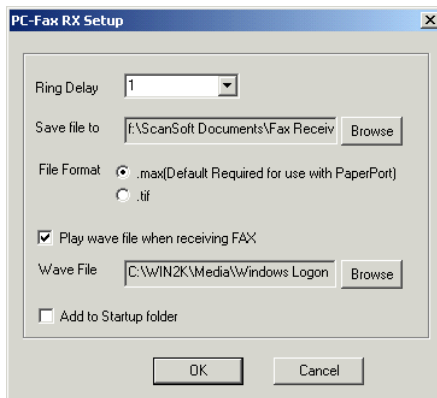 PC-Fax RX Setup
Ring Delay 1
Save file to f:\ScanSoft Documents\Fax Receiv Browse
File Format .max(Default Required for use with PaperPort)
.tif
Play wave file when receiving FAX
Wave File C:\WIN2K\Media\Windows Logon Browse
Add to Startup folder
OK Cancel